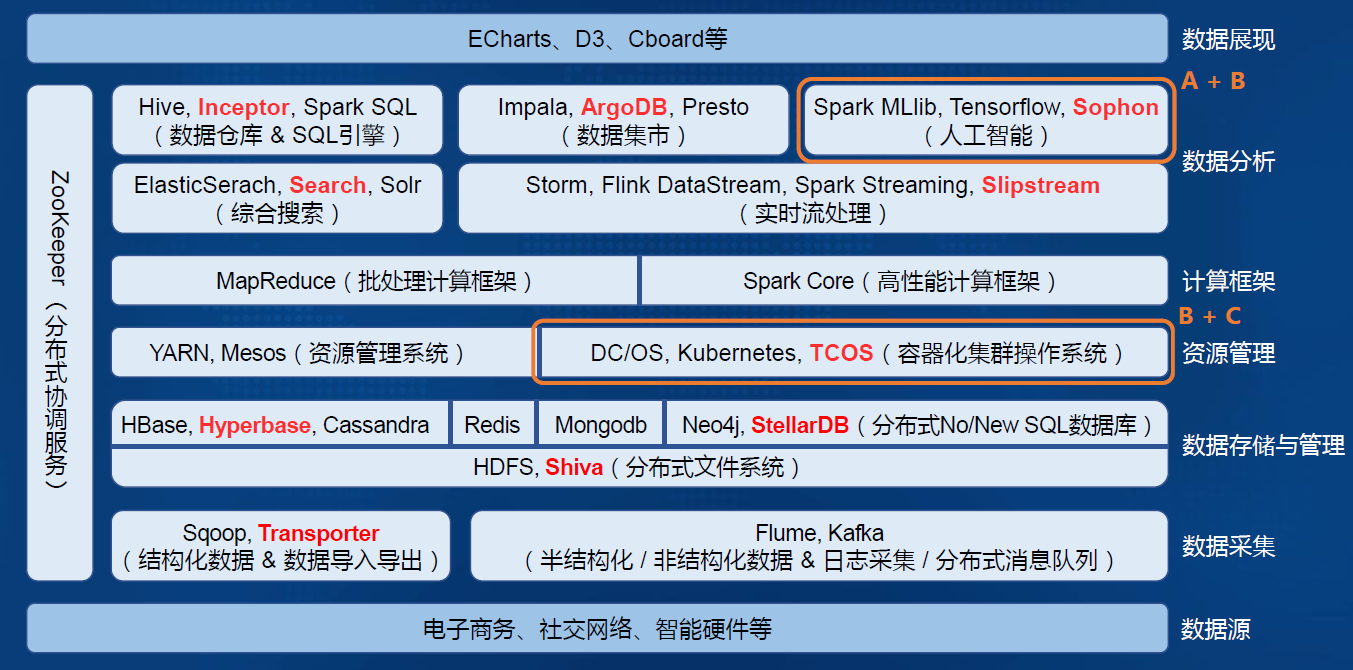 ECharts、D3、Cboard等
数据展现
A + B
Hive, Inceptor, Spark SQL
（数据仓库 & SQL引擎）
Impala, ArgoDB, Presto
（数据集市）
Spark MLlib, Tensorflow, Sophon
（人工智能）
数据分析
ElasticSerach, Search, Solr
（综合搜索）
Storm, Flink DataStream, Spark Streaming, Slipstream
（实时流处理）
ZooKeeper（分布式协调服务）
MapReduce（批处理计算框架）
Spark Core（高性能计算框架）
计算框架
B + C
YARN, Mesos（资源管理系统）
DC/OS, Kubernetes, TCOS（容器化集群操作系统）
资源管理
HBase, Hyperbase, Cassandra
Redis
Mongodb
Neo4j, StellarDB（分布式No/New SQL数据库）
数据存储与管理
HDFS, Shiva（分布式文件系统）
Sqoop, Transporter
（结构化数据 & 数据导入导出）
Flume, Kafka
（半结构化 / 非结构化数据 & 日志采集 / 分布式消息队列）
数据采集
电子商务、社交网络、智能硬件等
数据源